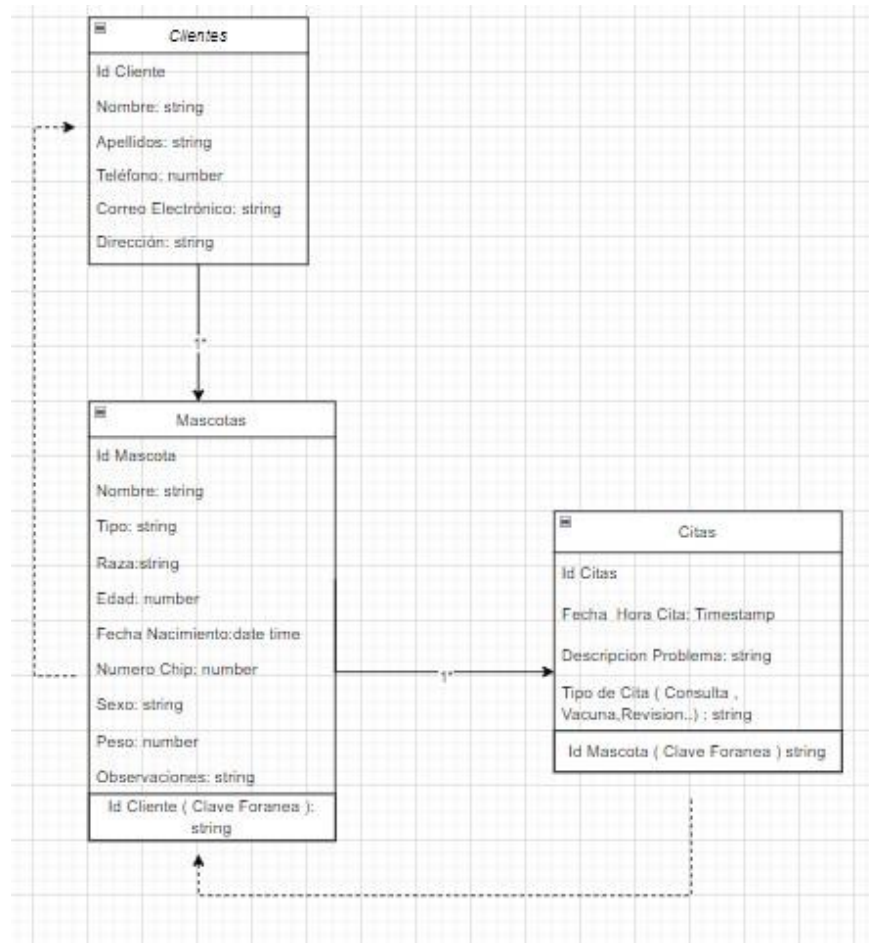 Clientes
Id Cliente
Nombre: string
Apellidos: string
Teléfono: number
Correo Electrónico: string
Dirección: string
1*
Mascotas
Id Mascota
Nombre: string
Tipo: string
Raza:string
Edad: number
Fecha Nacimiento:date time
Numero Chip: number
Sexo: string
Peso: number
Observaciones: string
Id Cliente ( Clave Foranea ):
string
1*
Citas
Id Citas
Fecha Hora Cita: Timestamp
Descripcion Problema: string
Tipo de Cita ( Consulta ,
Vacuna,Revision..) : string
Id Mascota ( Clave Foranea ) string